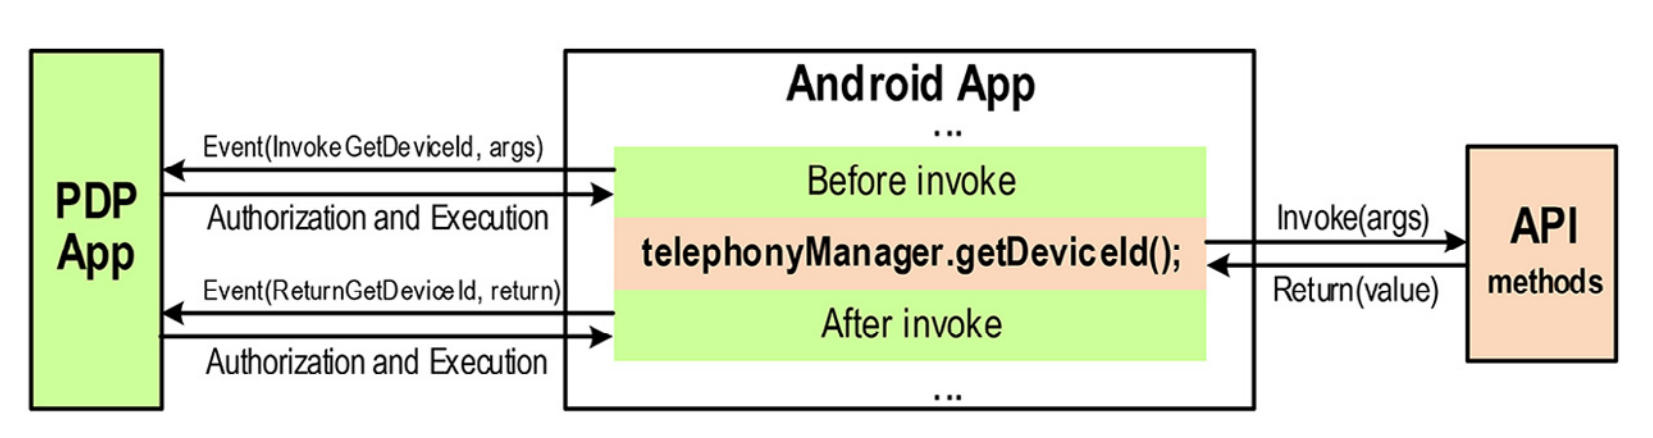 Android App
...
Event(InvokeGetDeviceId, args)
Before invoke
Authorization and Execution
PDP
App
telephonyManager.getDeviceId();
Invoke(args)
API
methods
Return(value)
Event(ReturnGetDeviceId, return)
After invoke
Authorization and Execution
...